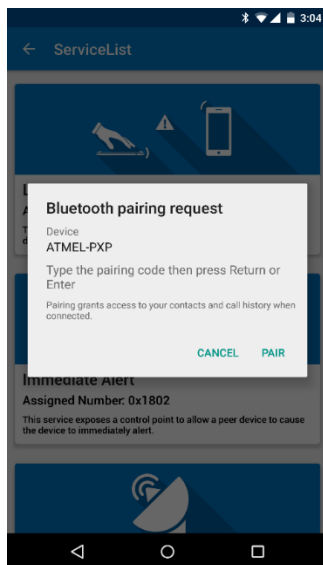 3:04
ServiceList
L
A
T
d
Bluetooth pairing request
Device
ATMEL-PXP
Type the pairing code then press Return or
Enter
Pairing grants access to your contacts and call history when
connected.
CANCEL PAIR
Immediate Alert
Assigned Number: 0x1802
This service exposes a control point to allow a peer device to cause
the device to immediately alert.